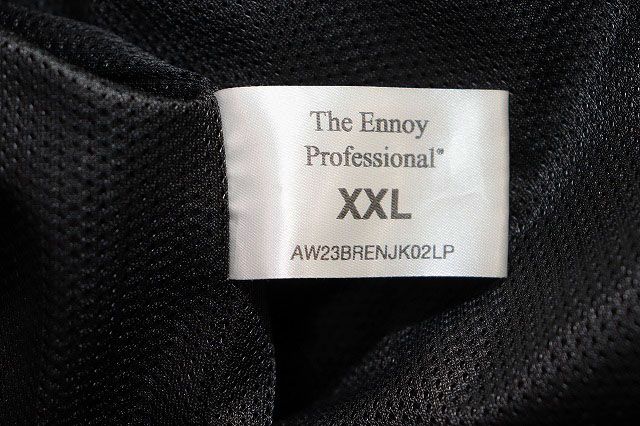 The Ennoy
Professional®
XXL
AW23BRENJK02LP